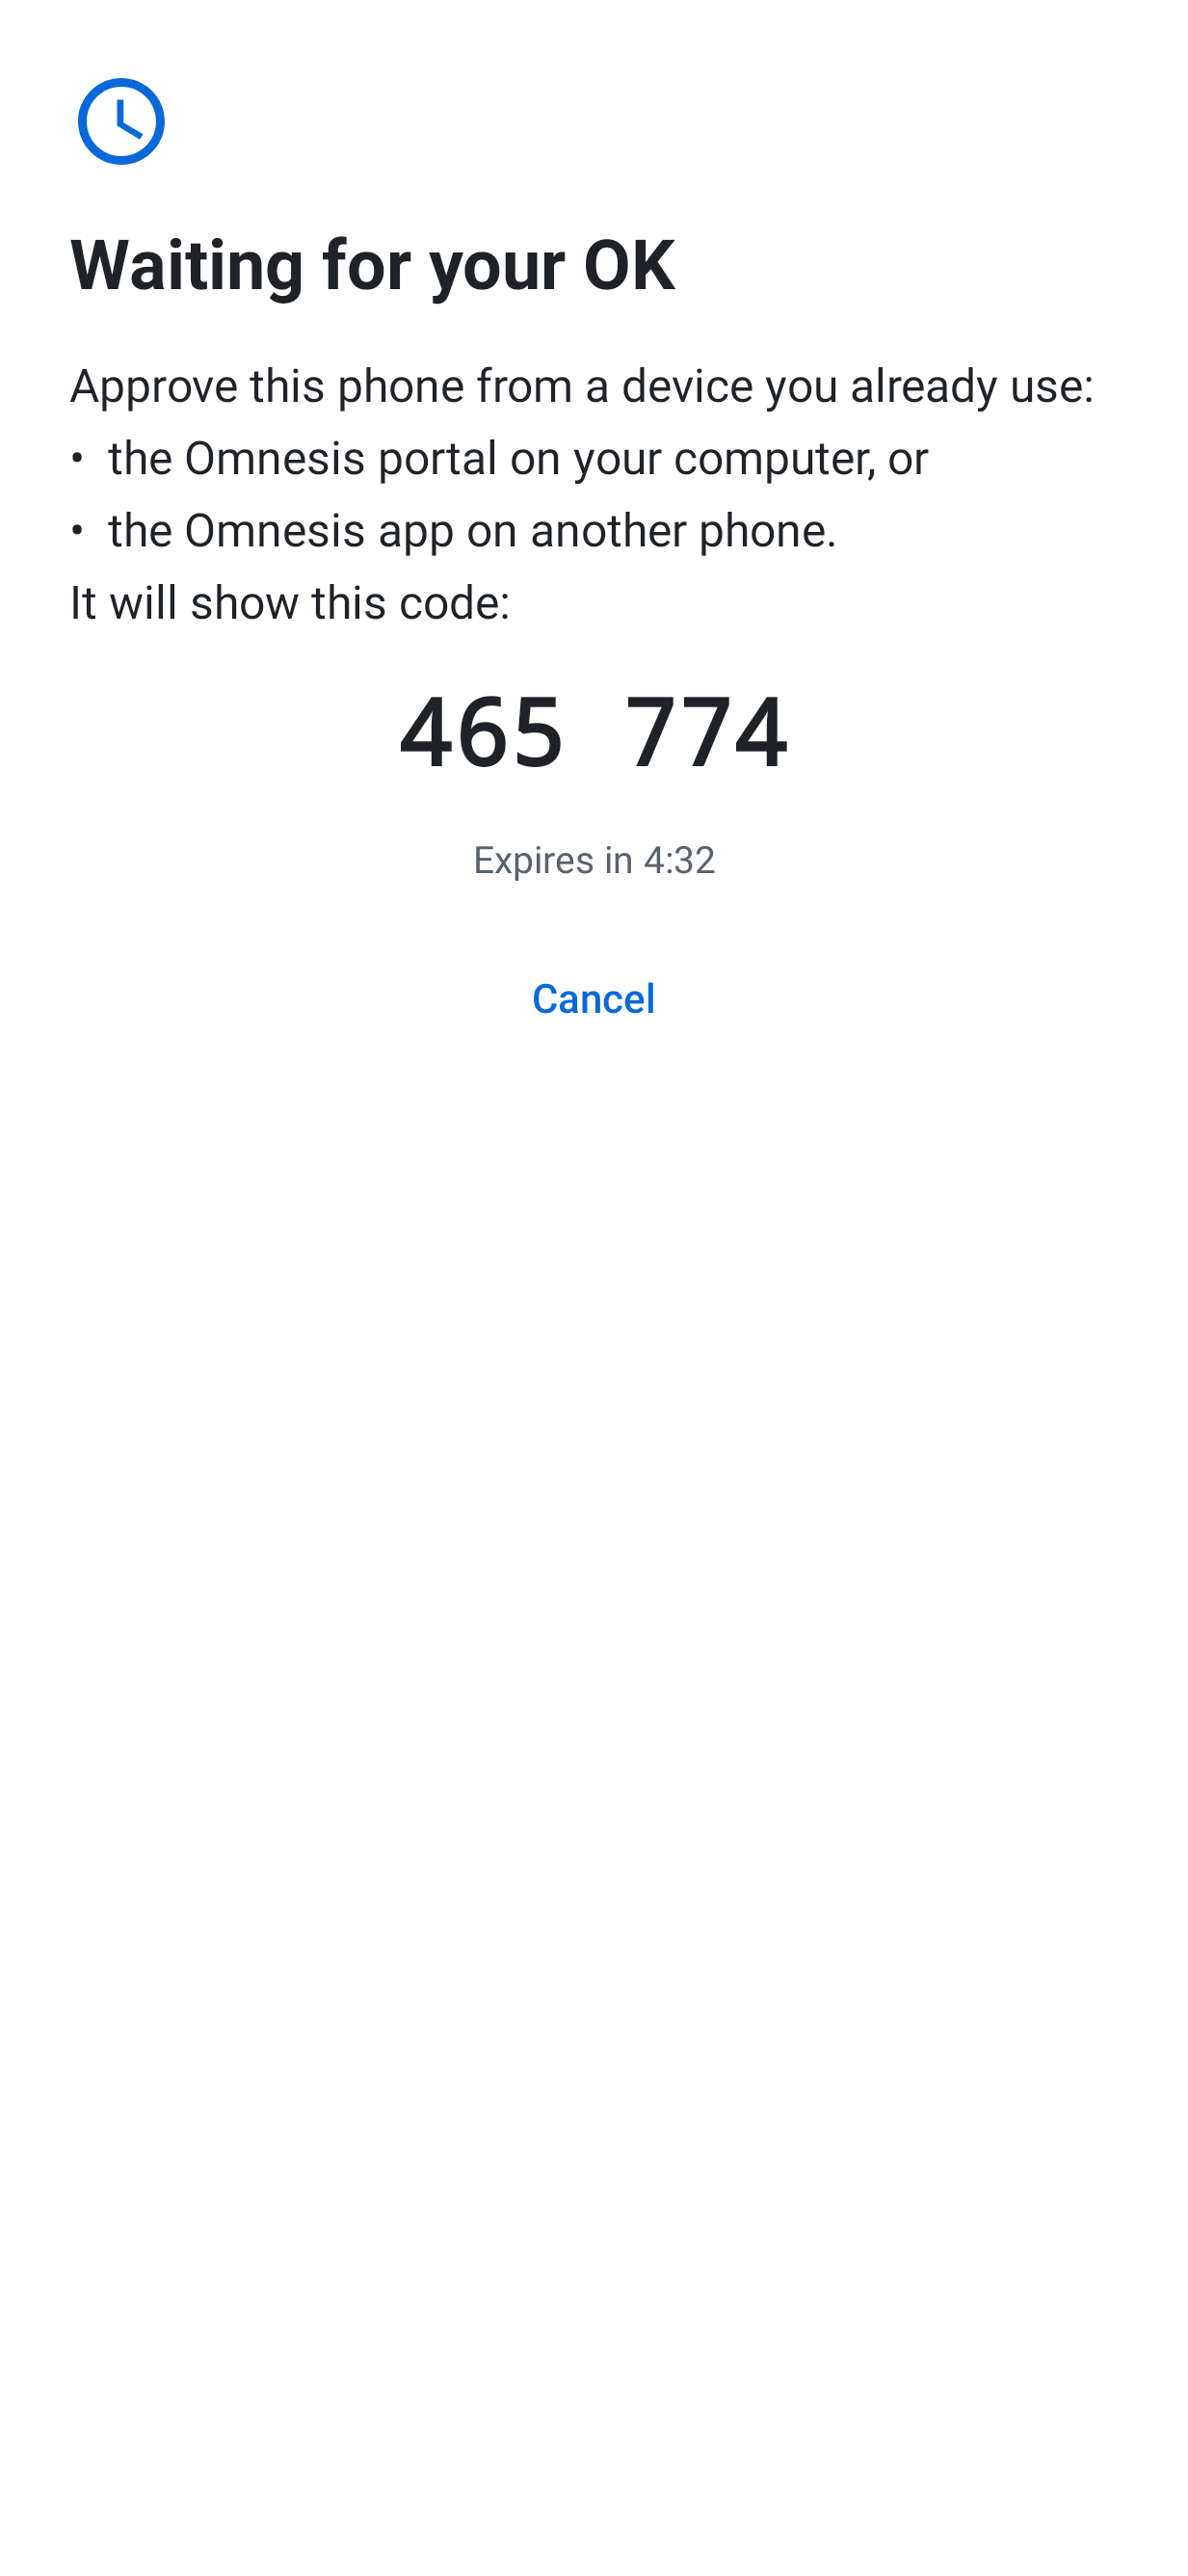 Waiting for your OK
Approve this phone from a device you already use:
• the Omnesis portal on your computer, or
• the Omnesis app on another phone.
It will show this code:
465 774
Expires in 4:32
Cancel